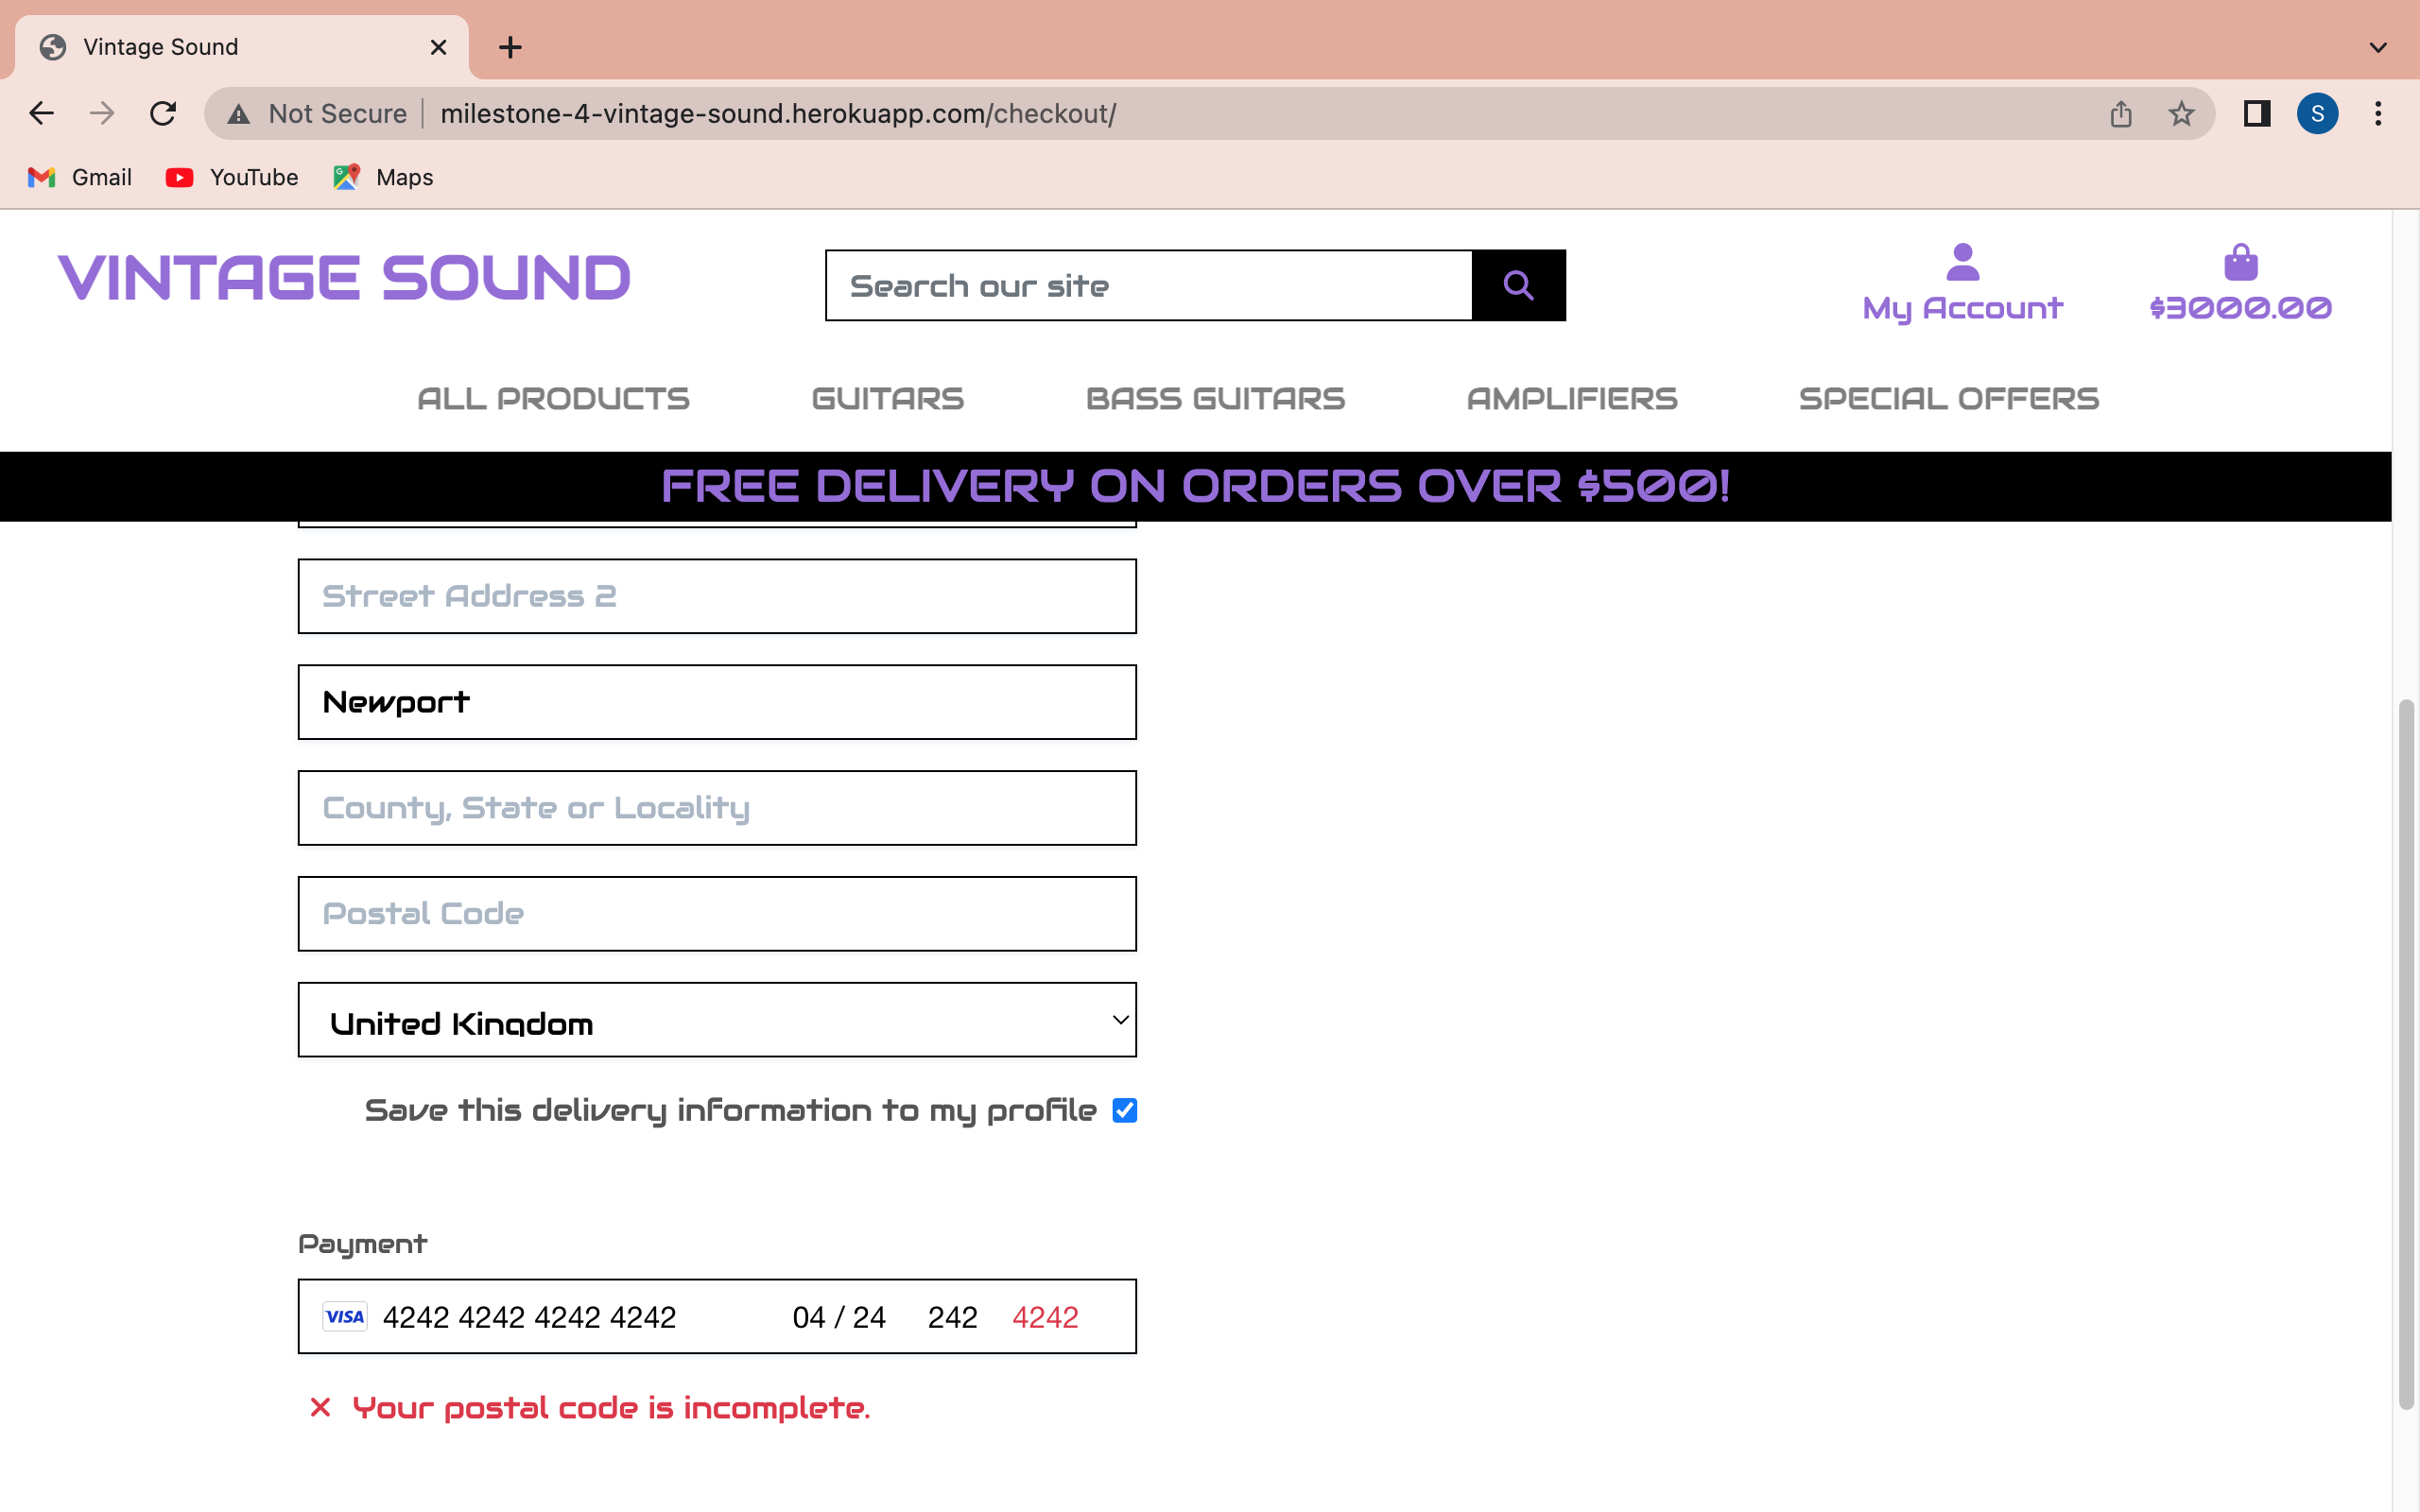 Vintage Sound
Not Secure milestone-4-vintage-sound.herokuapp.com/checkout/ S
Gmail YouTube Maps
VINTAGE SOUND
Search our site
My Account
$3000.00
ALL PRODUCTS GUITARS BASS GUITARS AMPLIFIERS SPECIAL OFFERS
FREE DELIVERY ON ORDERS OVER $500!
Street Address 2
Newport
County, State or Locality
Postal Code
United Kingdom
Save this delivery information to my profile
Payment
VISA 4242 4242 4242 4242 04 / 24 242 4242
Your postal code is incomplete.